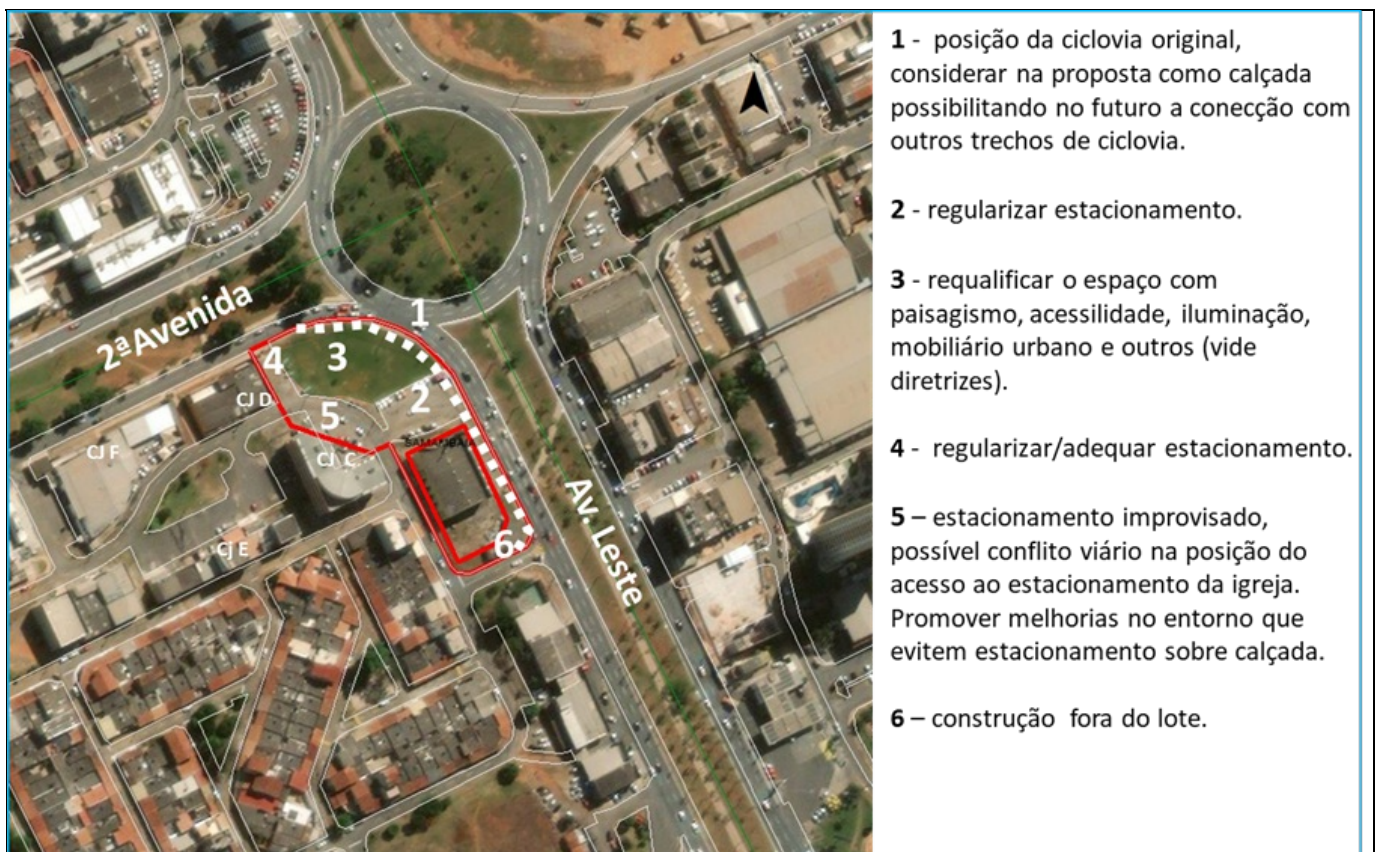 1 - posição da ciclovia original,
considerar na proposta como calçada
possibilitando no futuro a conecção com
outros trechos de ciclovia.
2 - regularizar estacionamento.
3 - requalificar o espaço com
paisagismo, acessilidade, iluminação,
mobiliário urbano e outros (vide
diretrizes).
4 - regularizar/adequar estacionamento.
5 – estacionamento improvisado,
possível conflito viário na posição do
acesso ao estacionamento da igreja.
Promover melhorias no entorno que
evitem estacionamento sobre calçada.
6 – construção fora do lote.
2ª Avenida
1
3
4
2
CJ D
5
SAMAMBAIA
CJ F
CJ C
Av. Leste
CJ E
6